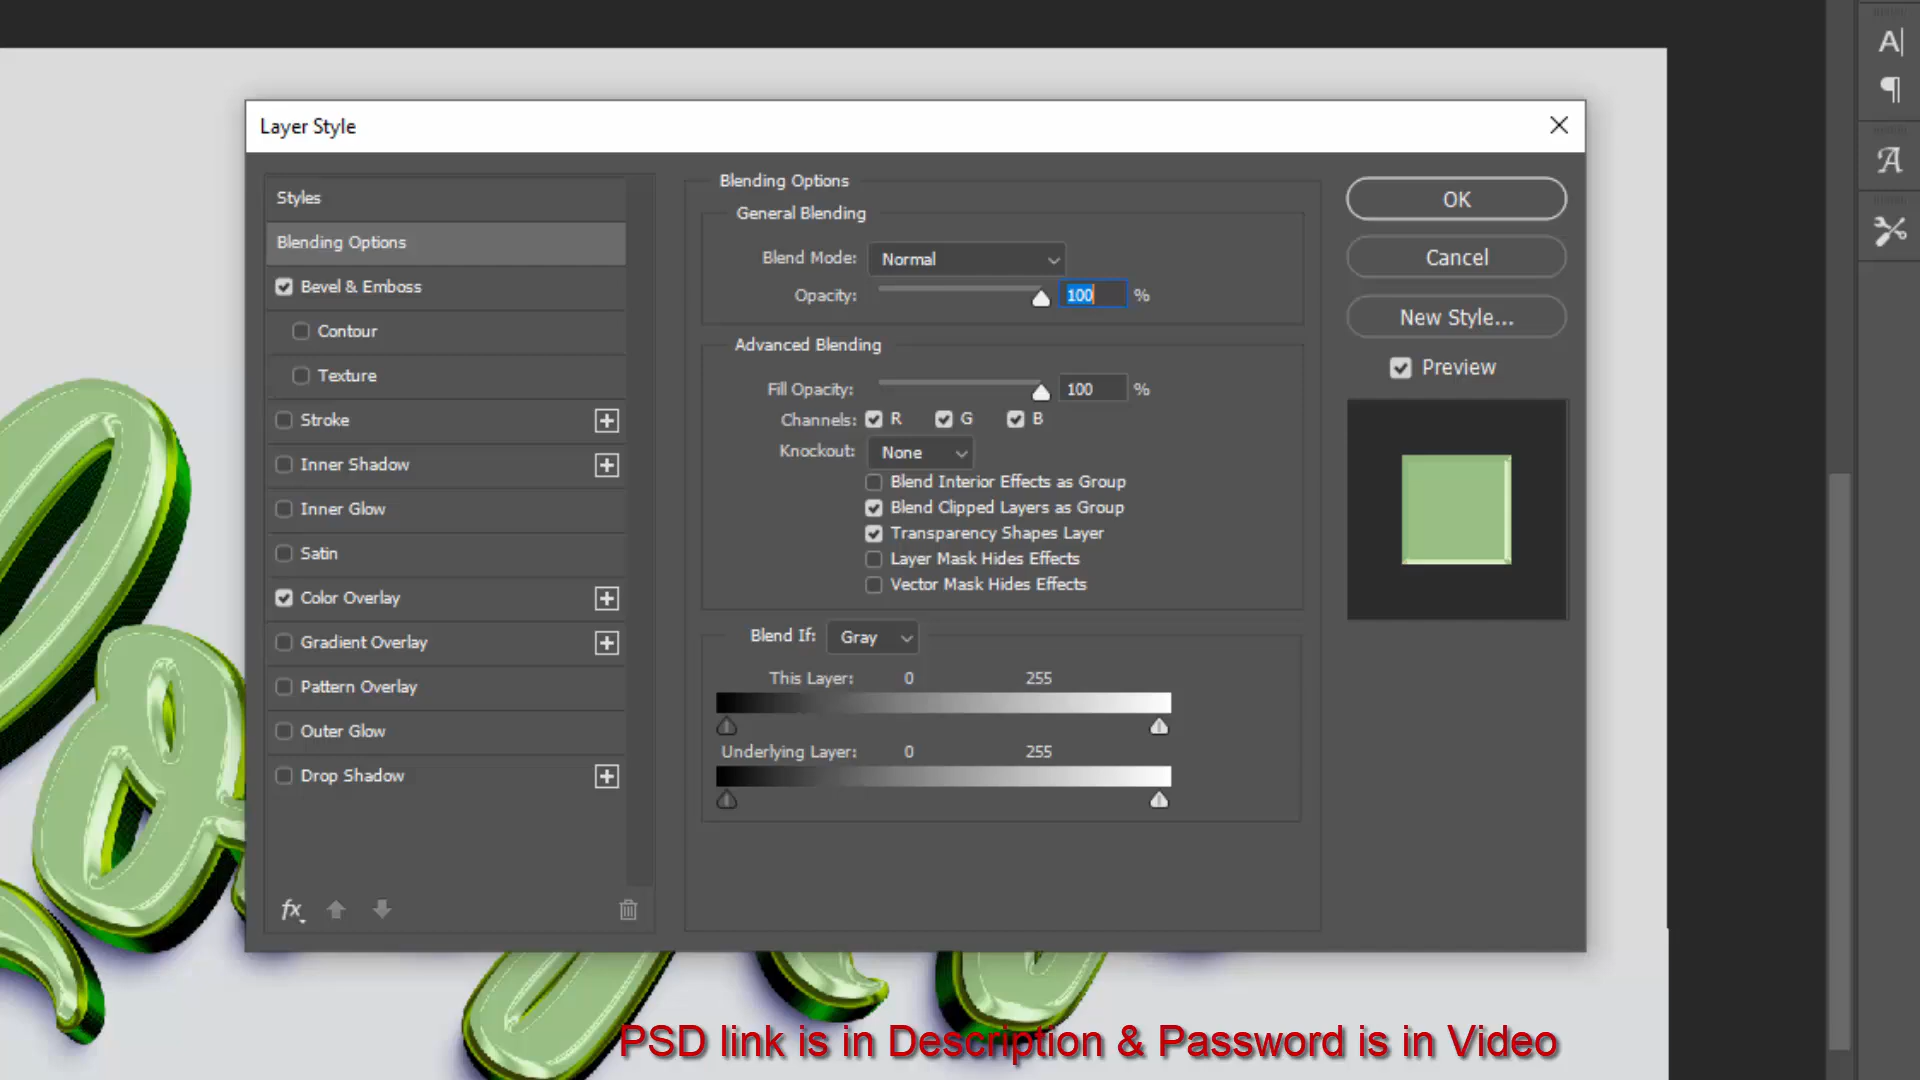 Layer Style
Styles
Blending Options
Bevel & Emboss
Contour
Texture
Stroke
Inner Shadow
Inner Glow
Satin
Color Overlay
Gradient Overlay
Pattern Overlay
Outer Glow
Drop Shadow
fx
Blending Options
General Blending
Blend Mode: Normal
Opacity: 100 %
Advanced Blending
Fill Opacity: 100 %
Channels: R G B
Knockout: None
Blend Interior Effects as Group
Blend Clipped Layers as Group
Transparency Shapes Layer
Layer Mask Hides Effects
Vector Mask Hides Effects
Blend If: Gray
This Layer: 0 255
Underlying Layer: 0 255
OK
Cancel
New Style...
Preview
PSD link is in Description & Password is in Video